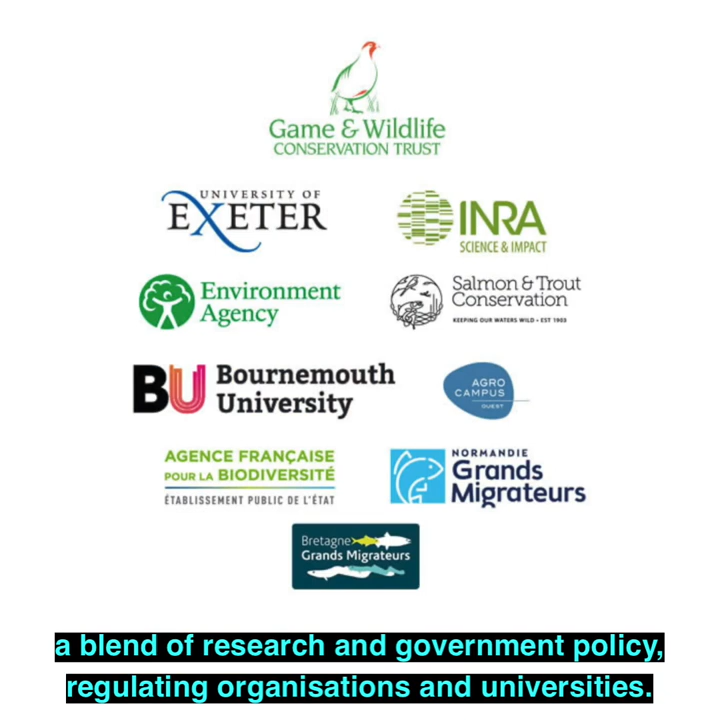 Game & Wildlife
CONSERVATION TRUST
UNIVERSITY OF
EXETER
INRA
SCIENCE & IMPACT
Environment
Agency
Salmon & Trout
Conservation
KEEPING OUR WATERS WILD • EST 1903
BU Bournemouth
University
AGRO
CAMPUS
OUEST
AGENCE FRANÇAISE
POUR LA BIODIVERSITÉ
ÉTABLISSEMENT PUBLIC DE L'ÉTAT
NORMANDIE
Grands
Migrateurs
Bretagne
Grands Migrateurs
a blend of research and government policy,
regulating organisations and universities.